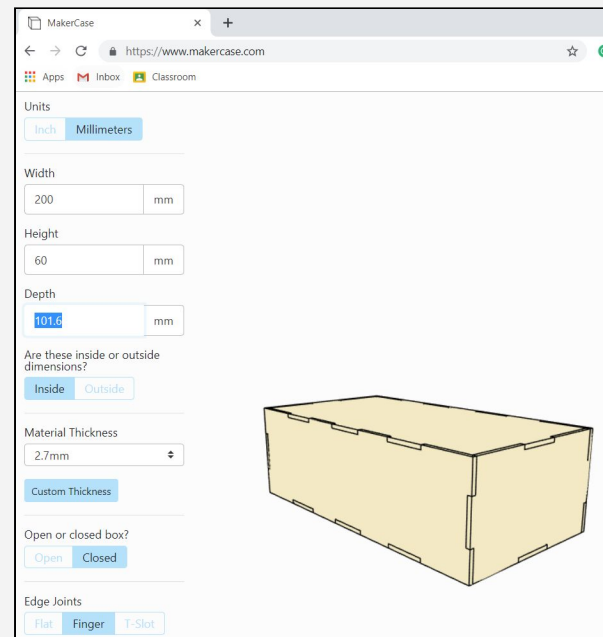 MakerCase
https://www.makercase.com
Apps Inbox Classroom
Units
Inch Millimeters
Width
200 mm
Height
60 mm
Depth
101.6 mm
Are these inside or outside
dimensions?
Inside Outside
Material Thickness
2.7mm
Custom Thickness
Open or closed box?
Open Closed
Edge Joints
Flat Finger T-Slot